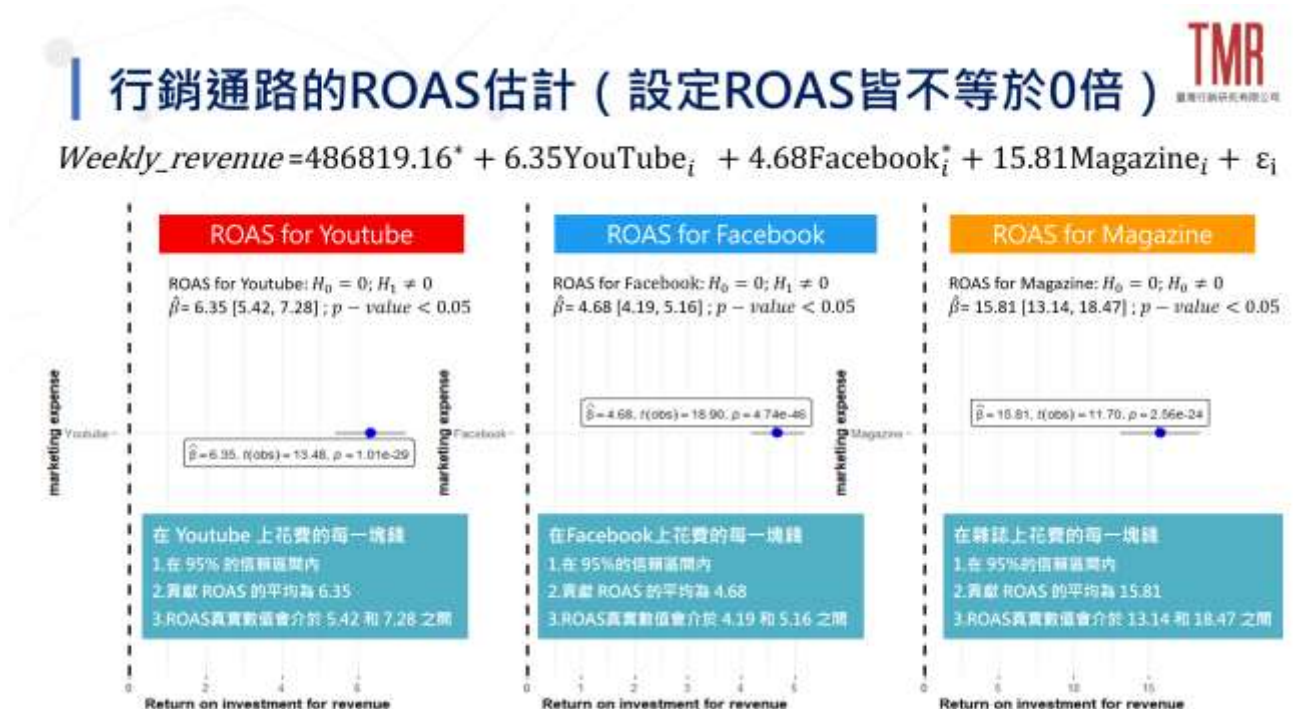 TMR
臺灣行銷研究有限公司
行銷通路的ROAS估計（設定ROAS皆不等於0倍）
Weekly_revenue =486819.16* + 6.35YouTubeᵢ + 4.68Facebookᵢ* + 15.81Magazineᵢ + εᵢ
ROAS for Youtube
ROAS for Youtube: H₀ = 0; H₁ ≠ 0
β̂= 6.35 [5.42, 7.28] ; p − value < 0.05
marketing expense
Youtube
β̂ = 6.35, t(obs) = 13.48, p = 1.01e-29
在 Youtube 上花費的每一塊錢
1.在 95% 的信賴區間內
2.貢獻 ROAS 的平均為 6.35
3.ROAS真實數值會介於 5.42 和 7.28 之間
0 2 4 6
Return on investment for revenue
ROAS for Facebook
ROAS for Facebook: H₀ = 0; H₁ ≠ 0
β̂= 4.68 [4.19, 5.16] ; p − value < 0.05
marketing expense
Facebook
β̂ = 4.68, t(obs) = 18.90, p = 4.74e-46
在Facebook上花費的每一塊錢
1.在 95%的信賴區間內
2.貢獻 ROAS 的平均為 4.68
3.ROAS真實數值會介於 4.19 和 5.16 之間
0 1 2 3 4 5
Return on investment for revenue
ROAS for Magazine
ROAS for Magazine: H₀ = 0; H₀ ≠ 0
β̂= 15.81 [13.14, 18.47] ; p − value < 0.05
marketing expense
Magazine
β̂ = 15.81, t(obs) = 11.70, p = 2.56e-24
在雜誌上花費的每一塊錢
1.在 95%的信賴區間內
2.貢獻 ROAS 的平均為 15.81
3.ROAS真實數值會介於 13.14 和 18.47 之間
0 5 10 15
Return on investment for revenue